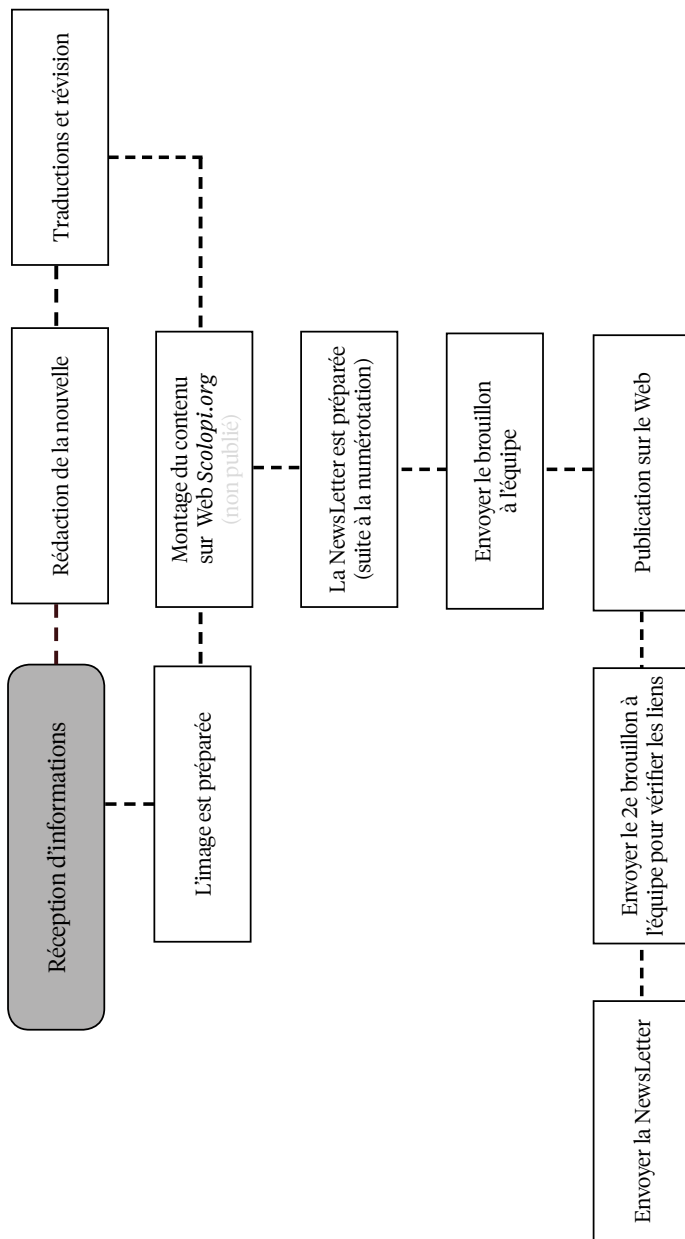 Réception d'informations
Rédaction de la nouvelle
Traductions et révision
L'image est préparée
Montage du contenu
sur Web Scolopi.org
(non publié)
La NewsLetter est préparée
(suite à la numérotation)
Envoyer le brouillon
à l'équipe
Envoyer la NewsLetter
Envoyer le 2e brouillon à
l'équipe pour vérifier les liens
Publication sur le Web